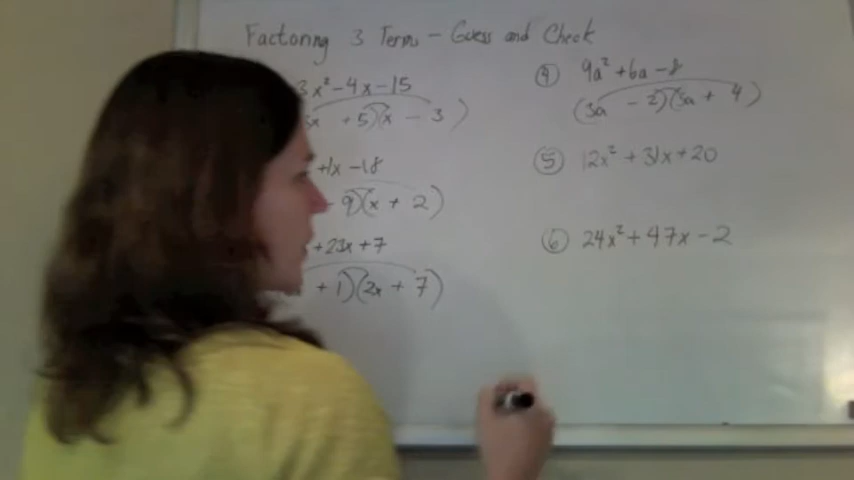 Factoring 3 Terms - Guess and Check
3x² - 4x - 15
3x + 5)(x - 3)
+1x - 18
- 9)(x + 2)
+ 23x + 7
+ 1)(2x + 7)
④ 9a² + 6a - 8
(3a - 2)(3a + 4)
⑤ 12x² + 31x + 20
⑥ 24x² + 47x - 2